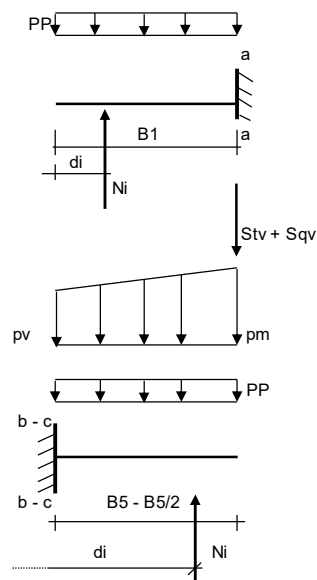 PP
a
B1
a
di
Ni
Stv + Sqv
pv
pm
PP
b - c
b - c
B5 - B5/2
di
Ni